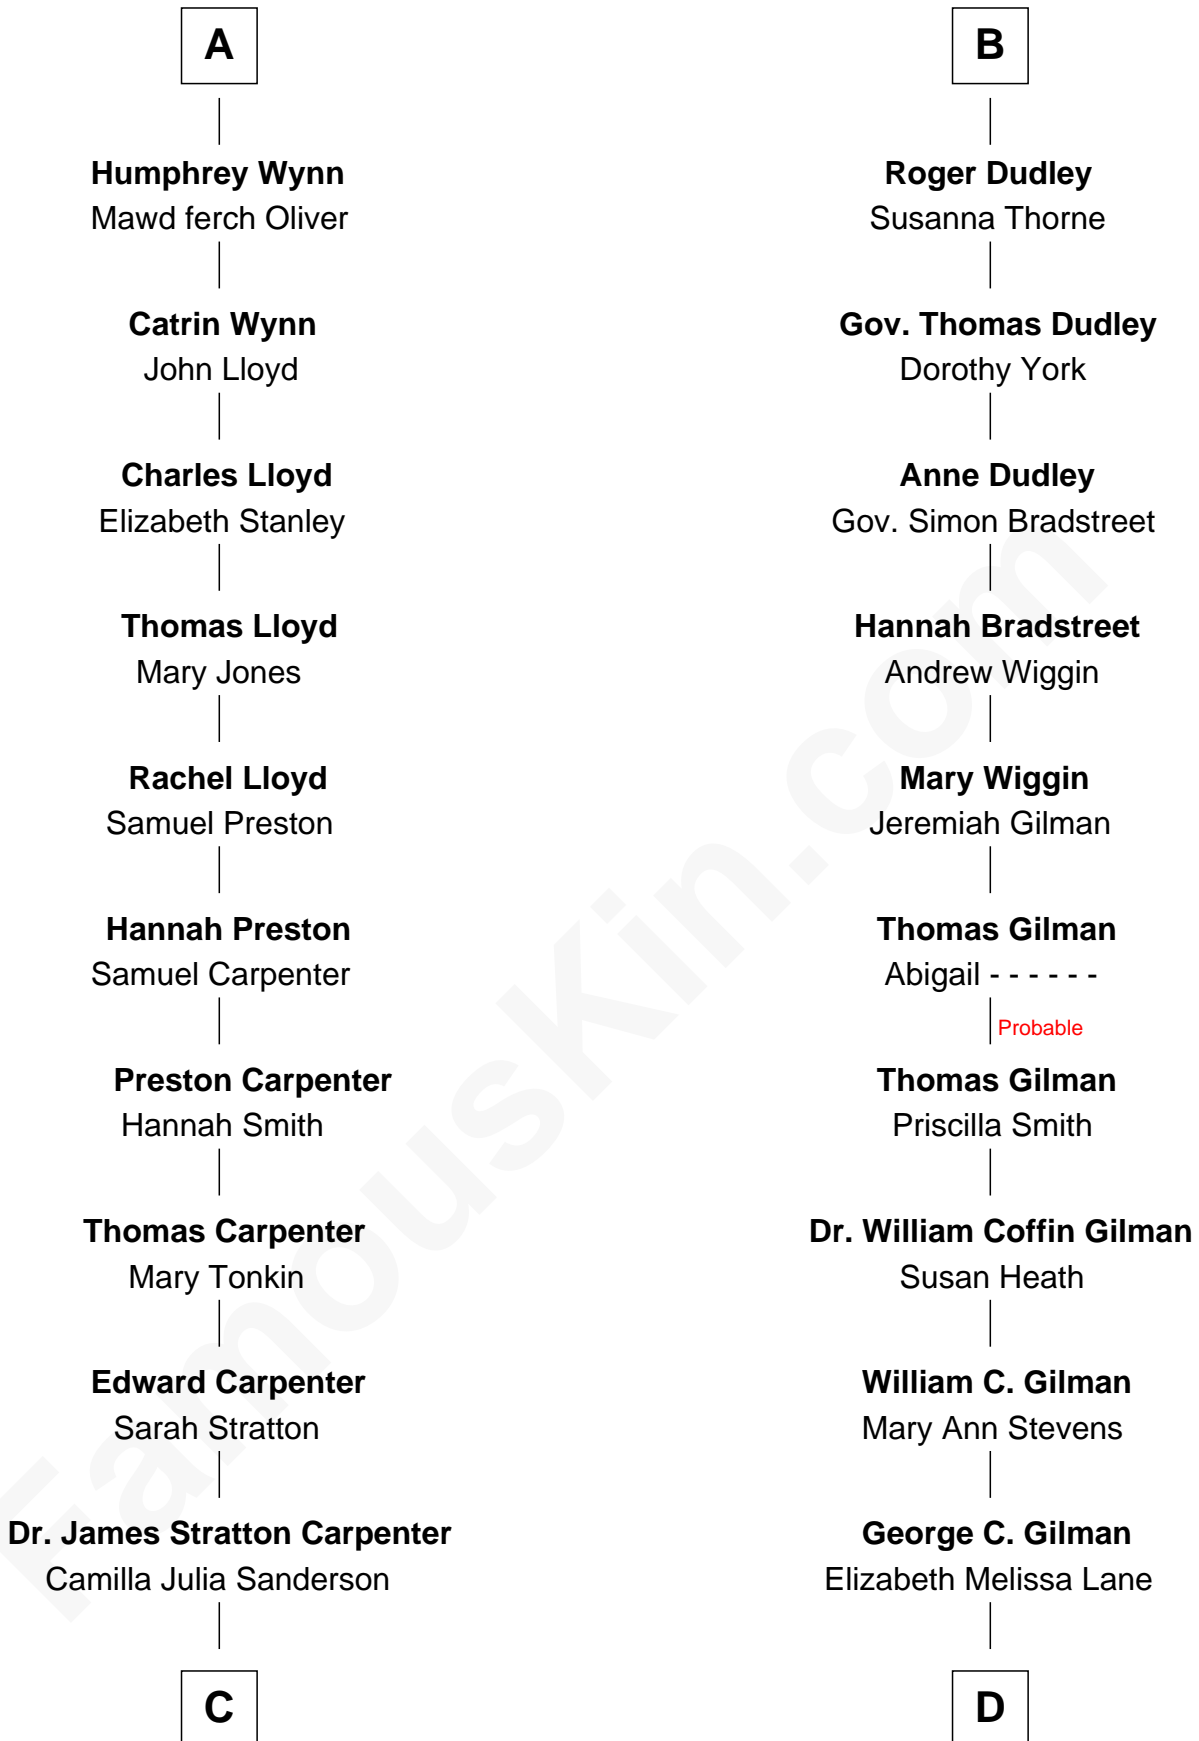 A
Humphrey Wynn
Mawd ferch Oliver
Catrin Wynn
John Lloyd
Charles Lloyd
Elizabeth Stanley
Thomas Lloyd
Mary Jones
Rachel Lloyd
Samuel Preston
Hannah Preston
Samuel Carpenter
Preston Carpenter
Hannah Smith
Thomas Carpenter
Mary Tonkin
Edward Carpenter
Sarah Stratton
Dr. James Stratton Carpenter
Camilla Julia Sanderson
C
B
Roger Dudley
Susanna Thorne
Gov. Thomas Dudley
Dorothy York
Anne Dudley
Gov. Simon Bradstreet
Hannah Bradstreet
Andrew Wiggin
Mary Wiggin
Jeremiah Gilman
Thomas Gilman
Abigail - - - - - -
Probable
Thomas Gilman
Priscilla Smith
Dr. William Coffin Gilman
Susan Heath
William C. Gilman
Mary Ann Stevens
George C. Gilman
Elizabeth Melissa Lane
D
FamousKin.com